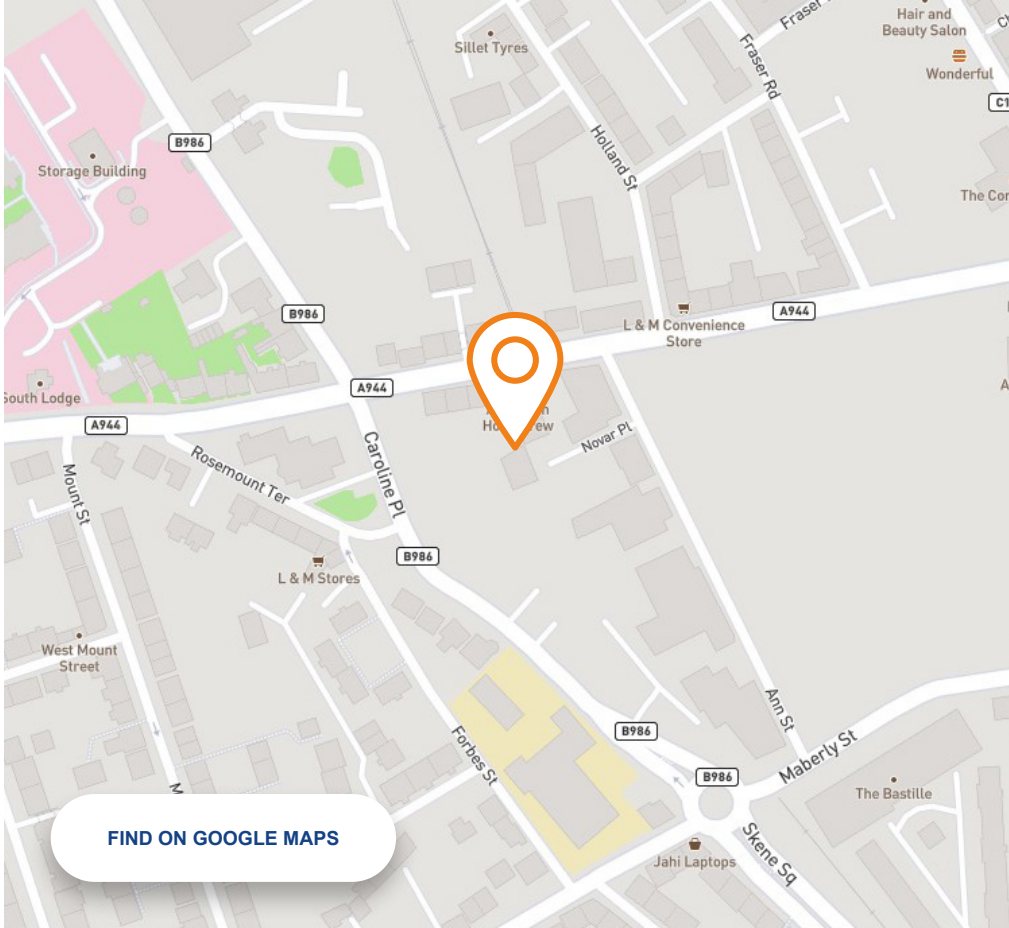 Hair and
Beauty Salon
Sillet Tyres
Fraser Rd
Wonderful
B986
Storage Building
Holland St
The
B986
L & M Convenience
Store
A944
A944
South Lodge
A944
Novar Pl
Rosemount Ter
Caroline Pl
Mount St
B986
L & M Stores
West Mount
Street
Ann St
B986
Forbes St
Maberly St
B986
The Bastille
FIND ON GOOGLE MAPS
Jahi Laptops
Skene Sq